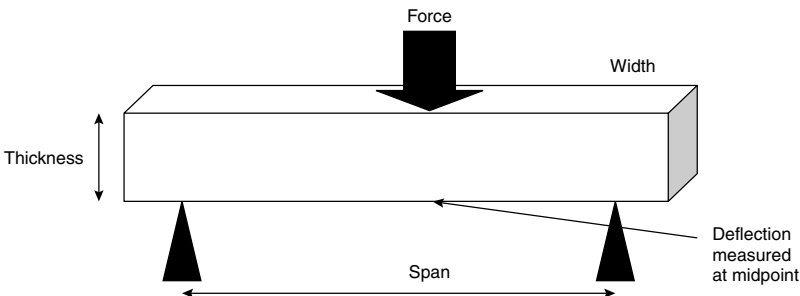 Force
Width
Thickness
Span
Deflection
measured
at midpoint